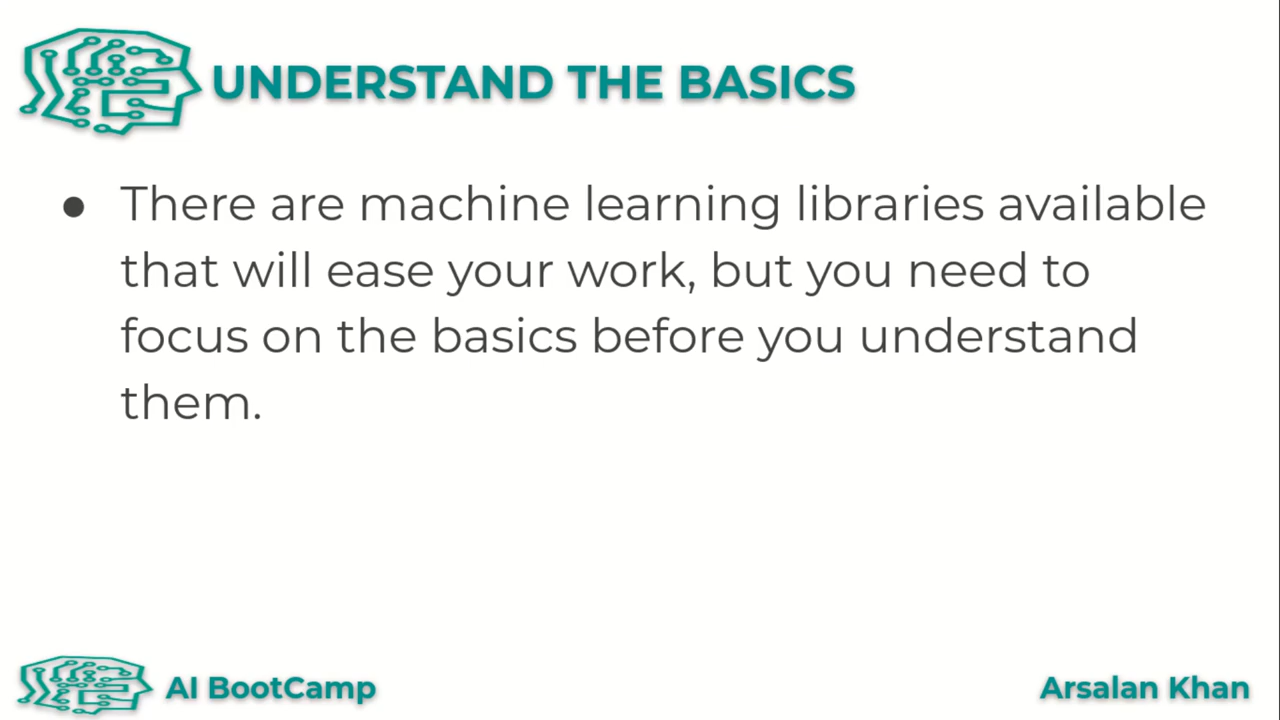 UNDERSTAND THE BASICS
● There are machine learning libraries available
that will ease your work, but you need to
focus on the basics before you understand
them.
AI BootCamp
Arsalan Khan